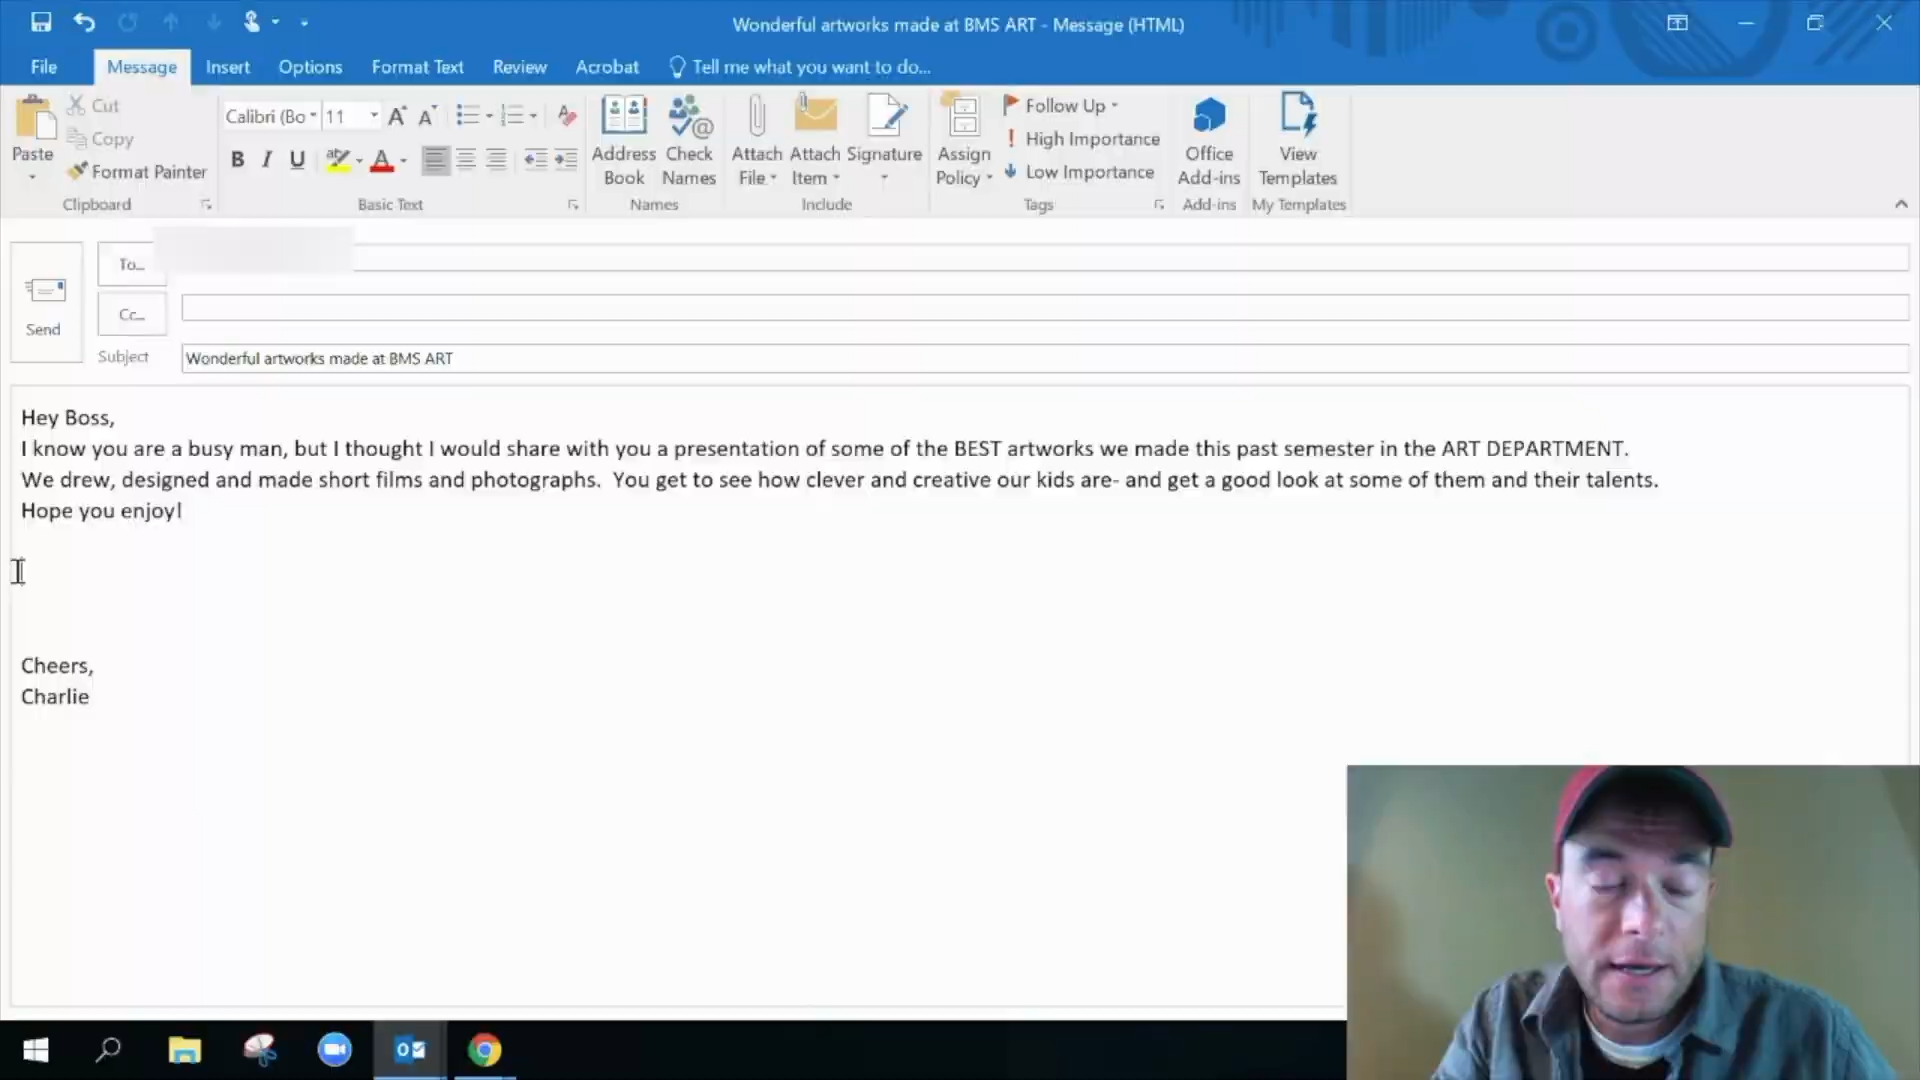 Wonderful artworks made at BMS ART - Message (HTML)
File Message Insert Options Format Text Review Acrobat Tell me what you want to do...
Paste
Cut
Copy
Format Painter
Clipboard
Calibri (Bo 11
B I U
Basic Text
Address Book
Check Names
Names
Attach File
Attach Item
Signature
Include
Assign Policy
Follow Up
High Importance
Low Importance
Tags
Office Add-ins
Add-ins
View Templates
My Templates
Send
To...
Cc...
Subject Wonderful artworks made at BMS ART
Hey Boss,
I know you are a busy man, but I thought I would share with you a presentation of some of the BEST artworks we made this past semester in the ART DEPARTMENT.
We drew, designed and made short films and photographs.  You get to see how clever and creative our kids are- and get a good look at some of them and their talents.
Hope you enjoy!
Cheers,
Charlie